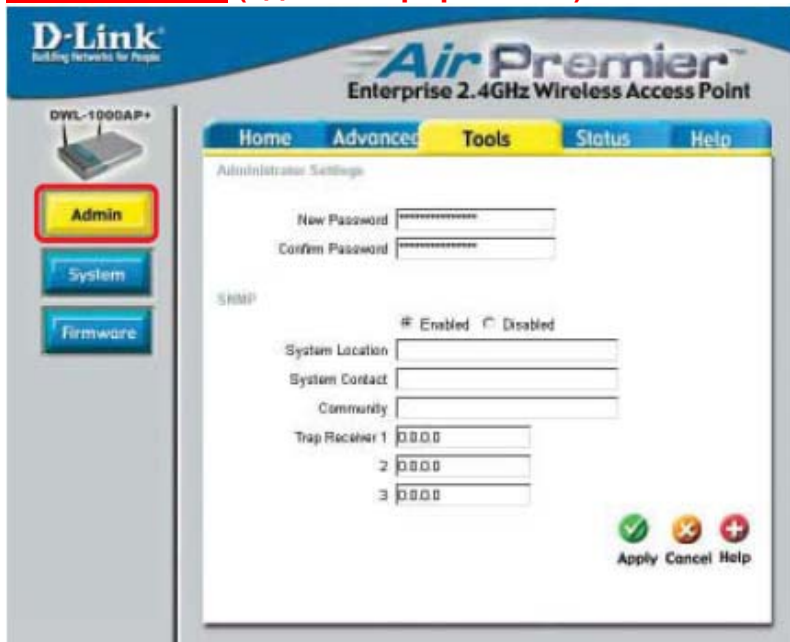 D-Link
Building Networks for People
Air Premier™
Enterprise 2.4GHz Wireless Access Point
DWL-1000AP+
Home Advanced Tools Status Help
Admin
System
Firmware
Administrator Settings
New Password ****************
Confirm Password ****************
SNMP
Enabled Disabled
System Location
System Contact
Community
Trap Receiver 1 0.0.0.0
2 0.0.0.0
3 0.0.0.0
Apply Cancel Help